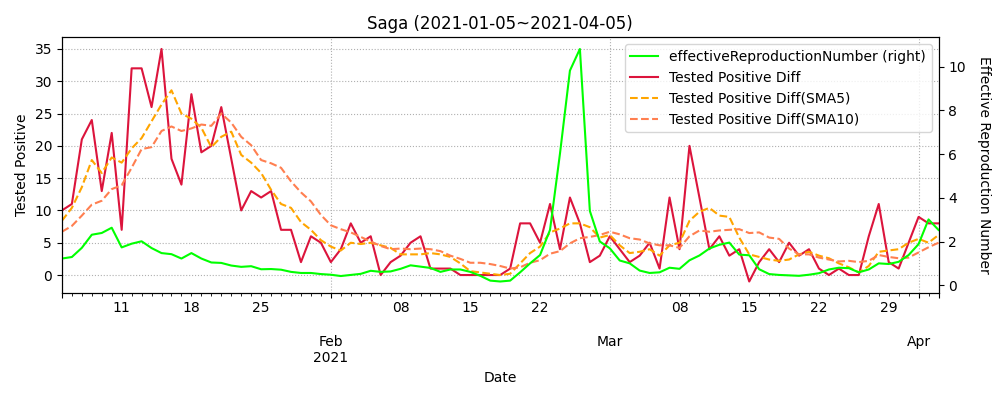 Saga (2021-01-05~2021-04-05)
effectiveReproductionNumber (right)
Tested Positive Diff
Tested Positive Diff(SMA5)
Tested Positive Diff(SMA10)
Tested Positive
35
30
25
20
15
10
5
0
Effective Reproduction Number
10
8
6
4
2
0
11 18 25 08 15 22 08 15 22 29
Feb Mar Apr
2021
Date